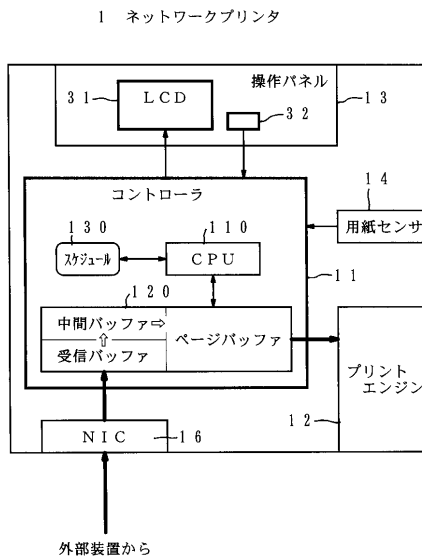 1 ネットワークプリンタ
操作パネル
31
LCD
32
13
コントローラ
14
用紙センサ
130
110
スケジュール
CPU
11
120
中間バッファ⇨
⇧
受信バッファ
ページバッファ
プリント
エンジン
12
NIC
16
外部装置から